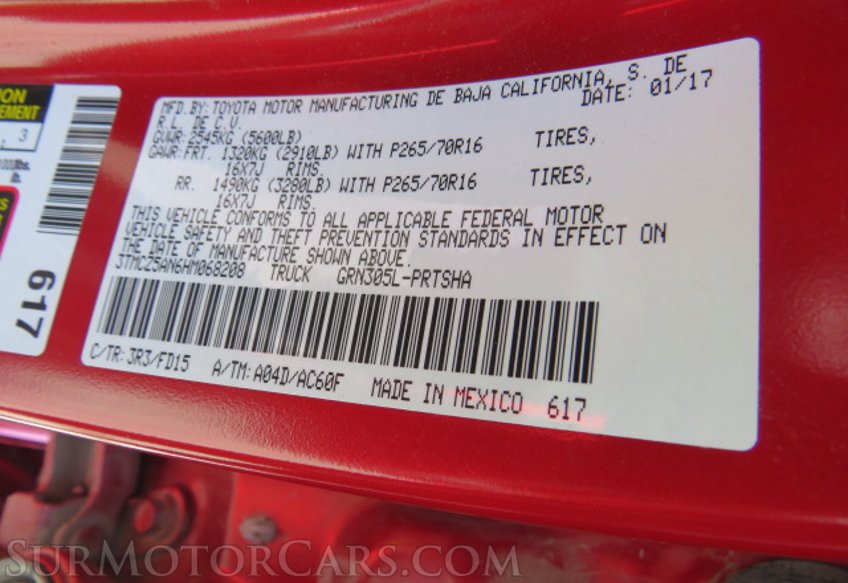 MFD.BY: TOYOTA MOTOR MANUFACTURING DE BAJA CALIFORNIA, S. DE
R.L. DE C.V. DATE: 01/17
GVWR: 2545KG (5600LB)
GAWR: FRT. 1320KG (2910LB) WITH P265/70R16 TIRES,
16X7J RIMS.
RR. 1490KG (3280LB) WITH P265/70R16 TIRES,
16X7J RIMS.
THIS VEHICLE CONFORMS TO ALL APPLICABLE FEDERAL MOTOR
VEHICLE SAFETY AND THEFT PREVENTION STANDARDS IN EFFECT ON
THE DATE OF MANUFACTURE SHOWN ABOVE.
3TMCZ5AN6HM068208 TRUCK GRN305L-PRTSHA
C/TR: 3R3/FD15 A/TM: A04D/AC60F MADE IN MEXICO 617
3
617
SURMOTORCARS.COM